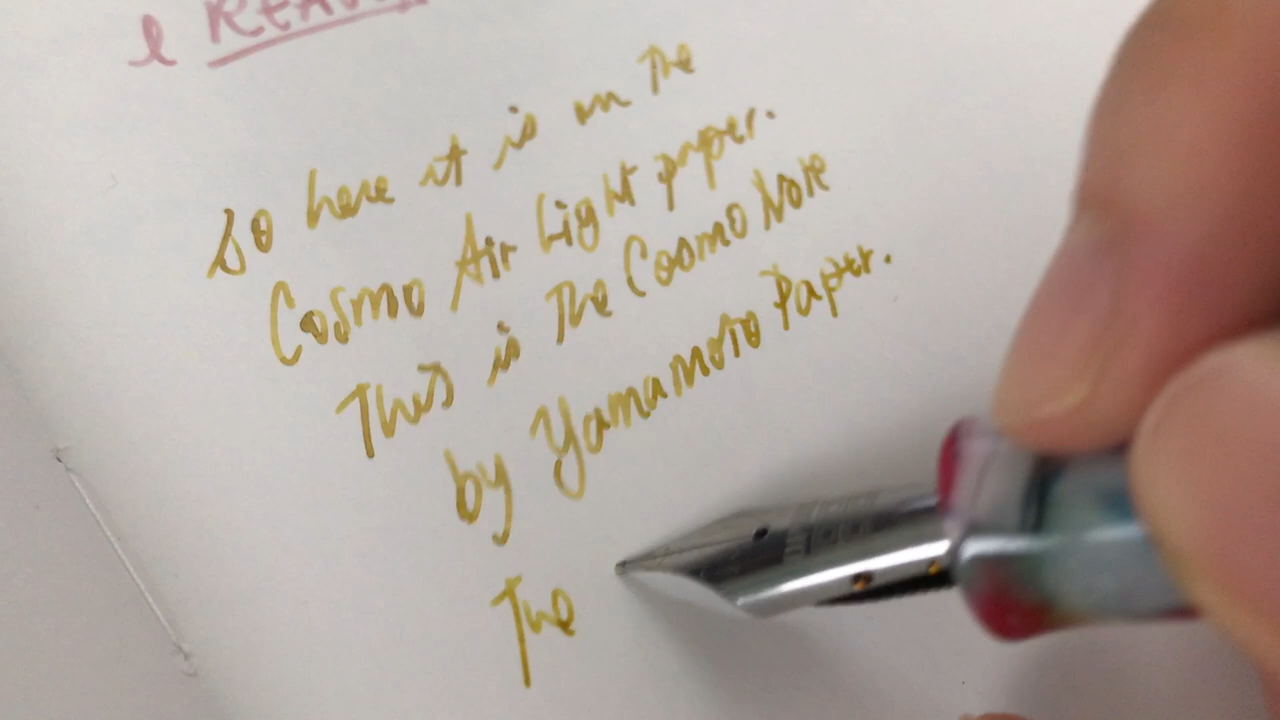 So here it is on the
Cosmo Air Light paper.
This is the Cosmo Note
by Yamamoto Paper.
The